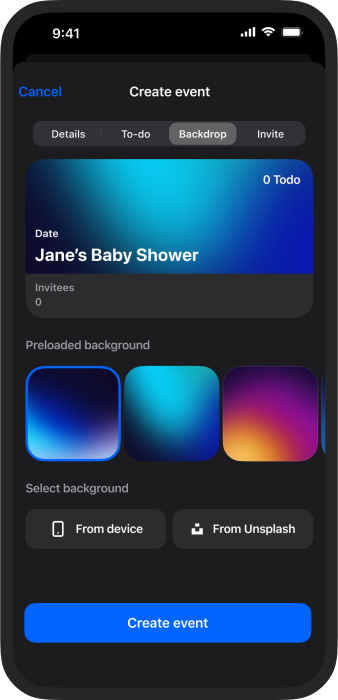 9:41
Cancel
Create event
Details
To-do
Backdrop
Invite
0 Todo
Date
Jane’s Baby Shower
Invitees
0
Preloaded background
Select background
From device
From Unsplash
Create event